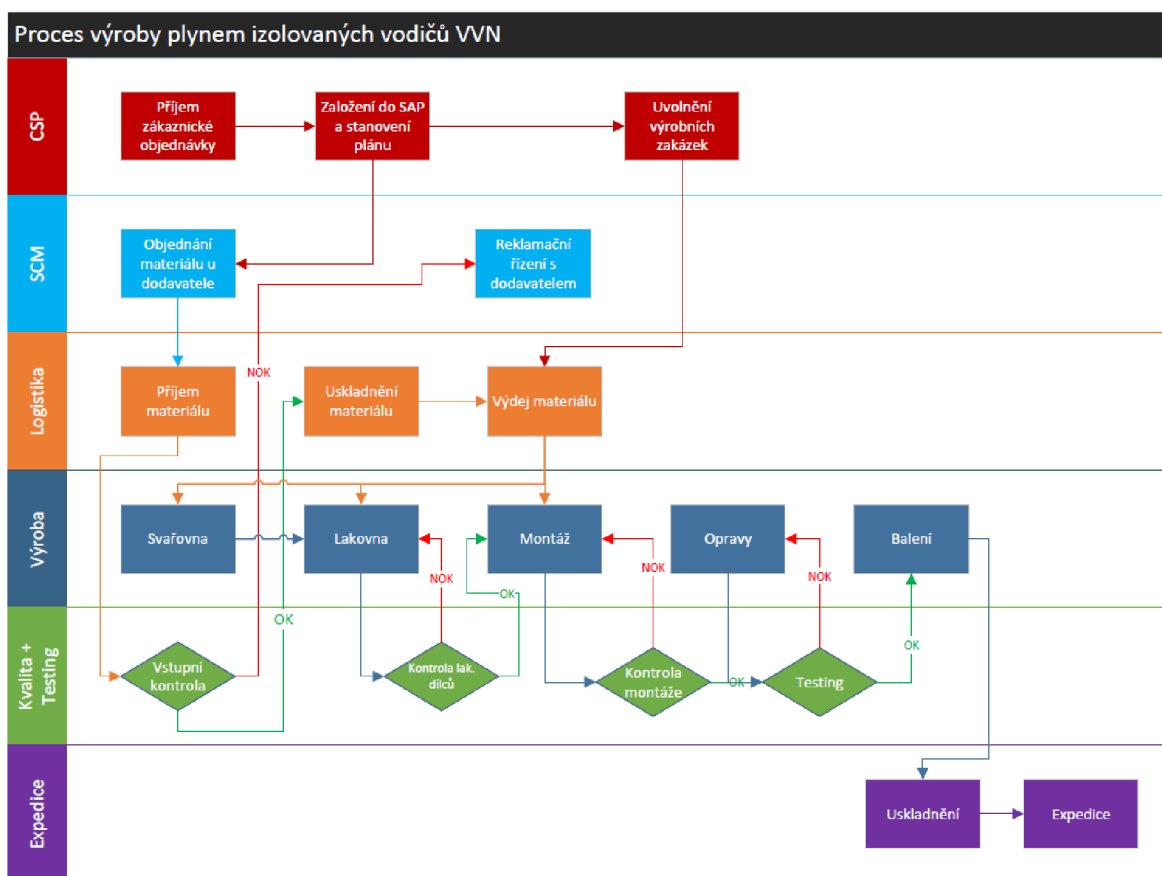 Proces výroby plynem izolovaných vodičů VVN
CSP
Příjem
zákaznické
objednávky
Založení do SAP
a stanovení
plánu
Uvolnění
výrobních
zakázek
SCM
Objednání
materiálu u
dodavatele
Reklamační
řízení s
dodavatelem
Logistika
Příjem
materiálu
NOK
Uskladnění
materiálu
Výdej materiálu
Výroba
Svařovna
Lakovna
Montáž
Opravy
Balení
NOK
OK
NOK
NOK
OK
OK
Kvalita +
Testing
Vstupní
kontrola
Kontrola lak.
dílců
Kontrola
montáže
OK
Testing
Expedice
Uskladnění
Expedice